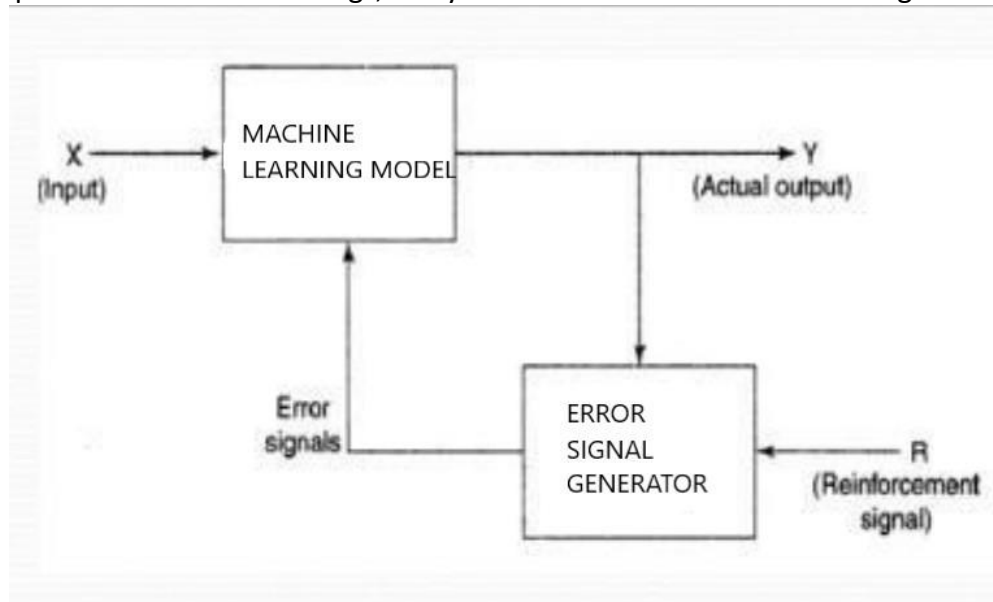 MACHINE
LEARNING MODEL
X
(Input)
Y
(Actual output)
Error
signals
ERROR
SIGNAL
GENERATOR
R
(Reinforcement
signal)